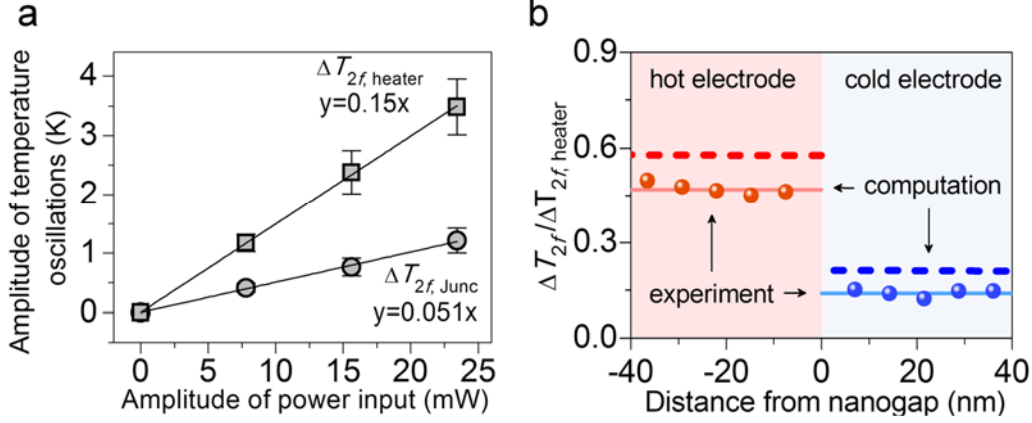 a
Amplitude of temperature
oscillations (K)
4
3
2
1
0
ΔT2f, heater
y=0.15x
ΔT2f, Junc
y=0.051x
0 5 10 15 20 25
Amplitude of power input (mW)
b
ΔT2f/ΔT2f, heater
0.9
0.6
0.3
0.0
hot electrode
cold electrode
computation
experiment
-40 -20 0 20 40
Distance from nanogap (nm)